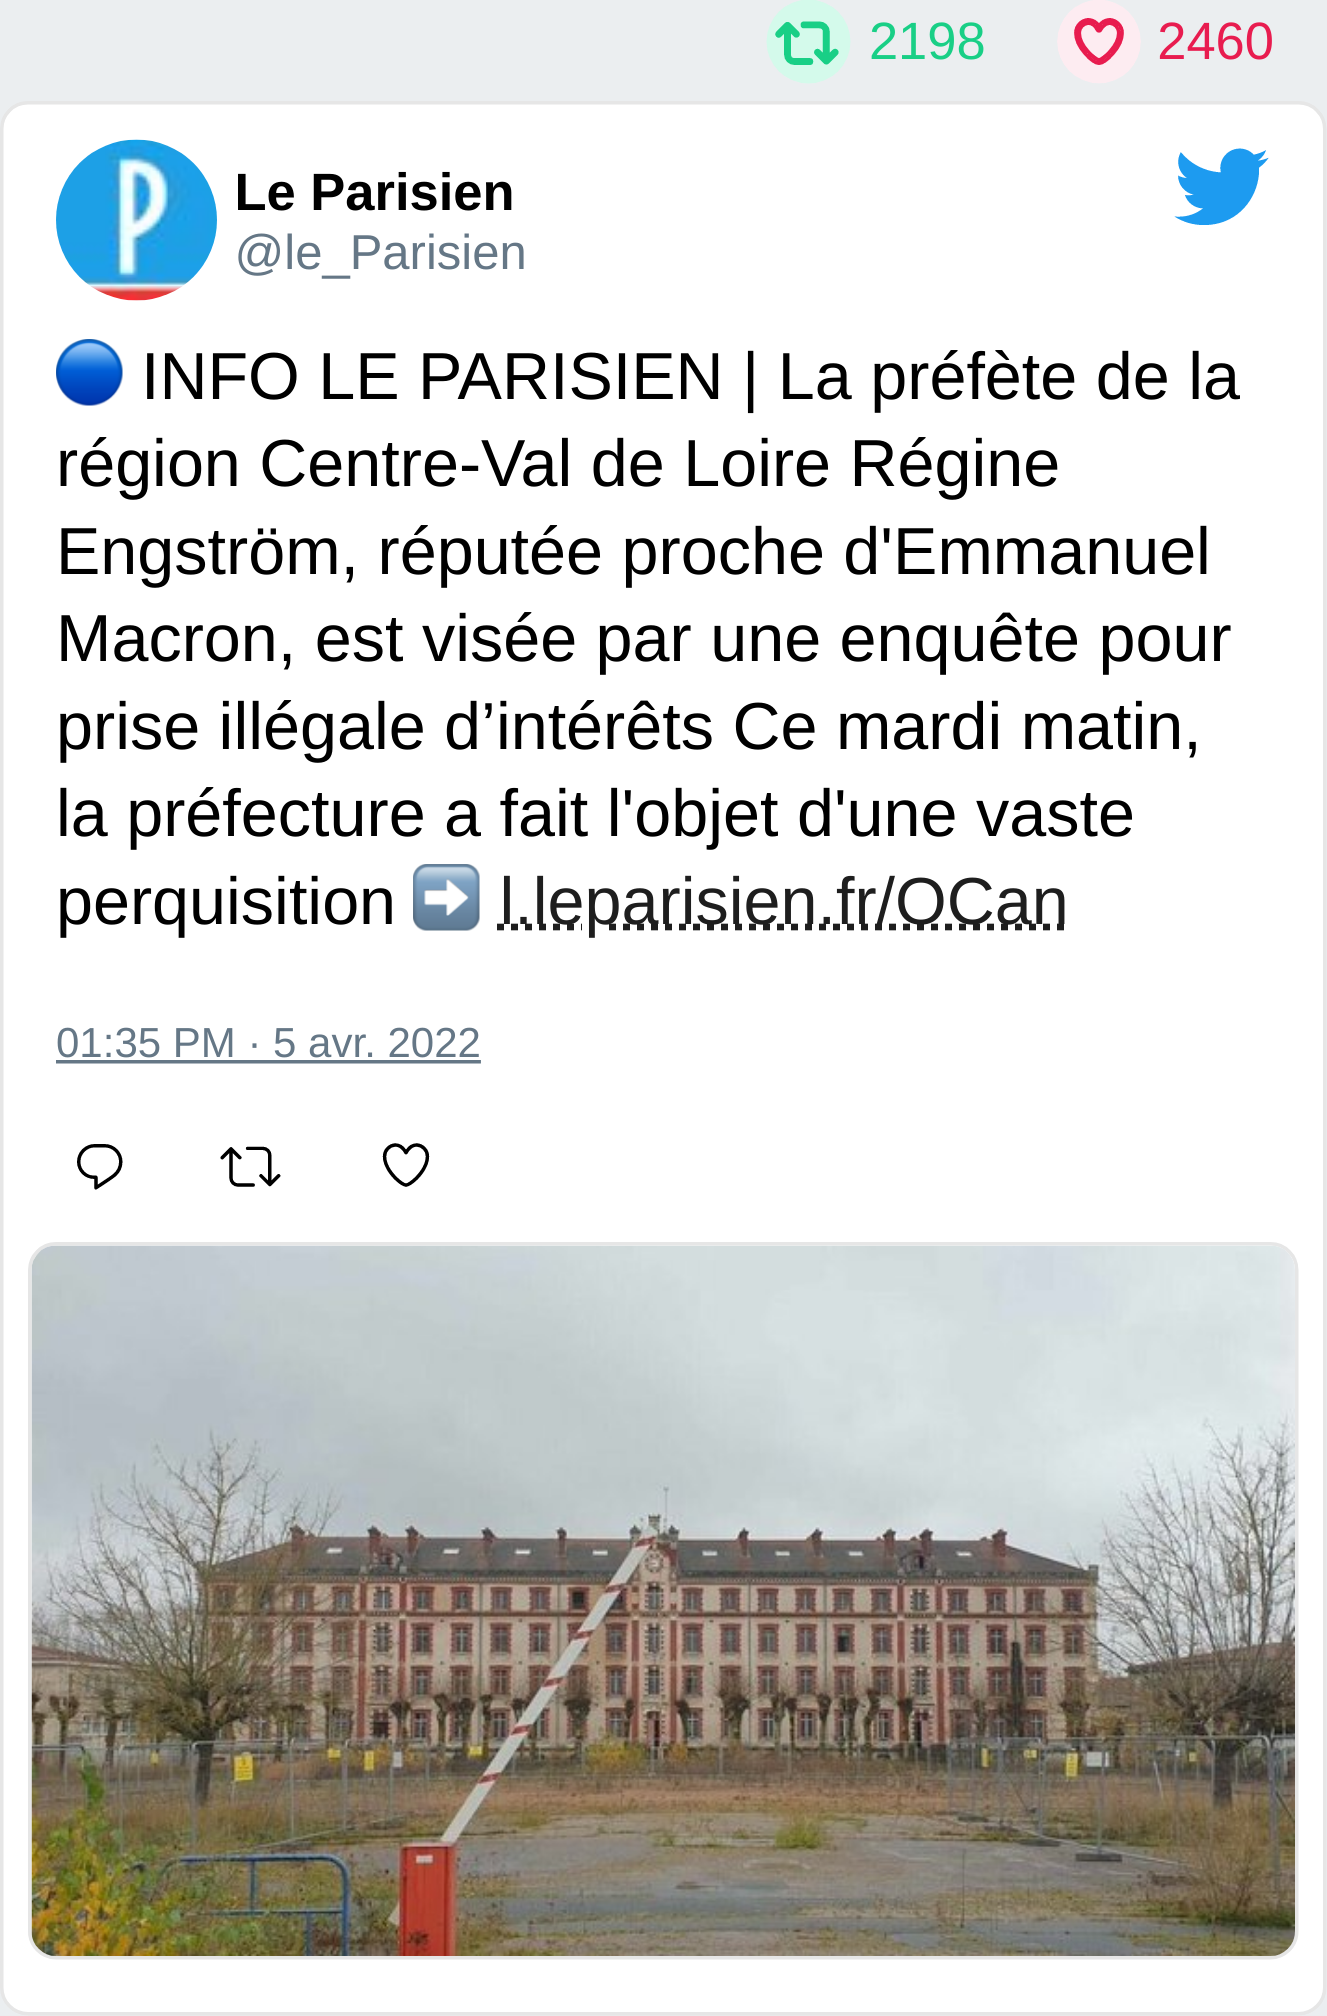 2198 2460
Le Parisien
@le_Parisien
🔵 INFO LE PARISIEN | La préfète de la
région Centre-Val de Loire Régine
Engström, réputée proche d'Emmanuel
Macron, est visée par une enquête pour
prise illégale d’intérêts Ce mardi matin,
la préfecture a fait l'objet d'une vaste
perquisition ➡️ l.leparisien.fr/OCan
01:35 PM · 5 avr. 2022